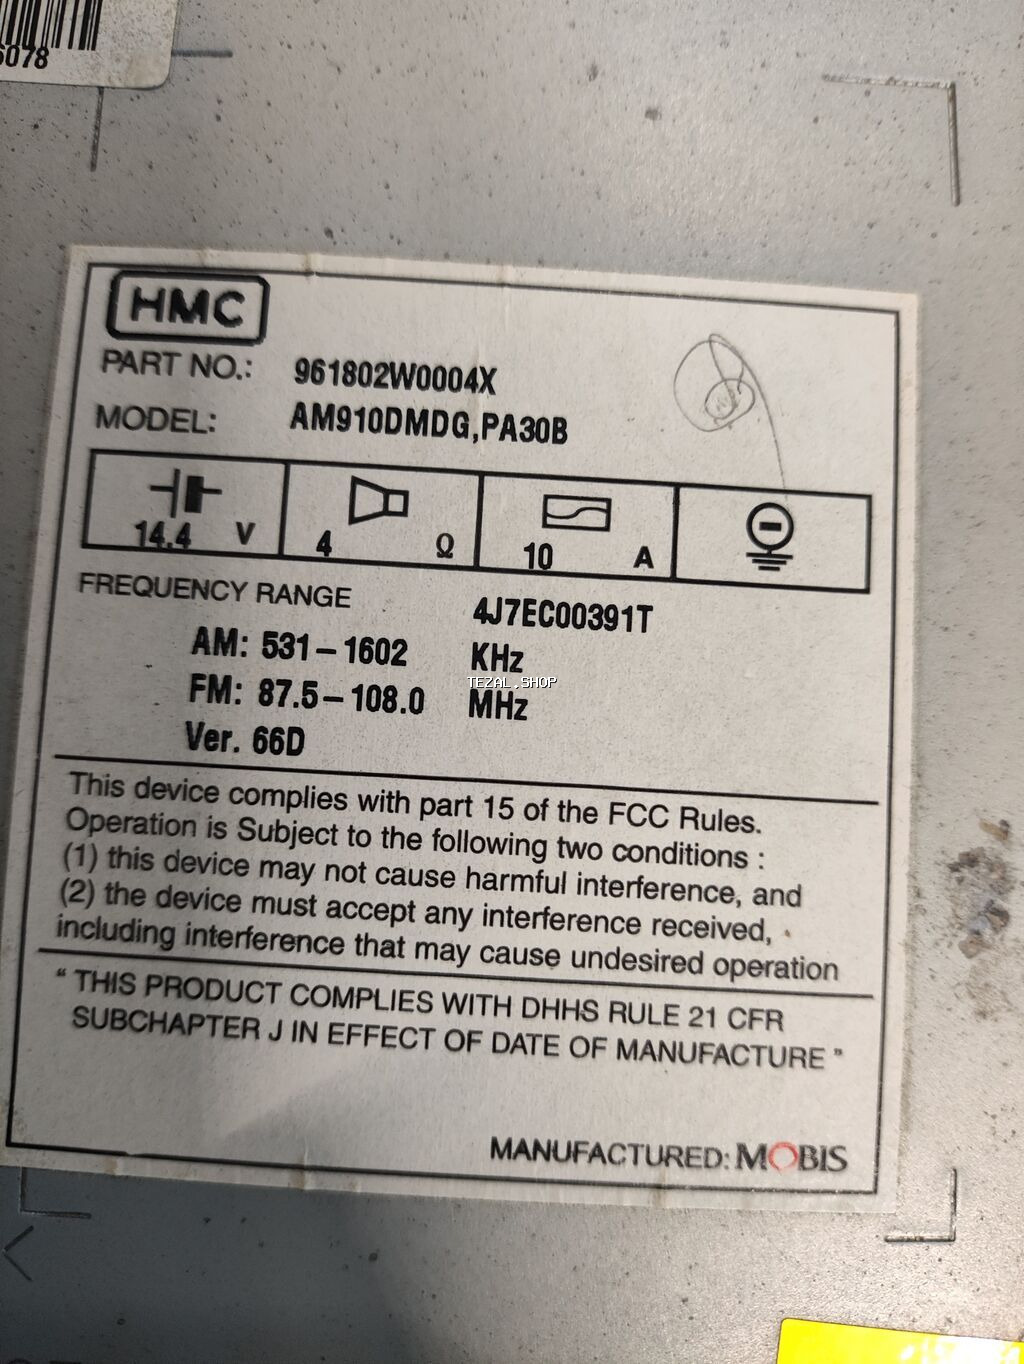 6078
HMC
PART NO.: 961802W0004X
MODEL: AM910DMDG,PA30B
14.4 V 4 Ω 10 A
FREQUENCY RANGE 4J7EC00391T
AM: 531–1602 KHz
TEZAL.SHOP
FM: 87.5–108.0 MHz
Ver. 66D
This device complies with part 15 of the FCC Rules.
Operation is Subject to the following two conditions :
(1) this device may not cause harmful interference, and
(2) the device must accept any interference received,
including interference that may cause undesired operation
“ THIS PRODUCT COMPLIES WITH DHHS RULE 21 CFR
SUBCHAPTER J IN EFFECT OF DATE OF MANUFACTURE ”
MANUFACTURED: MOBIS